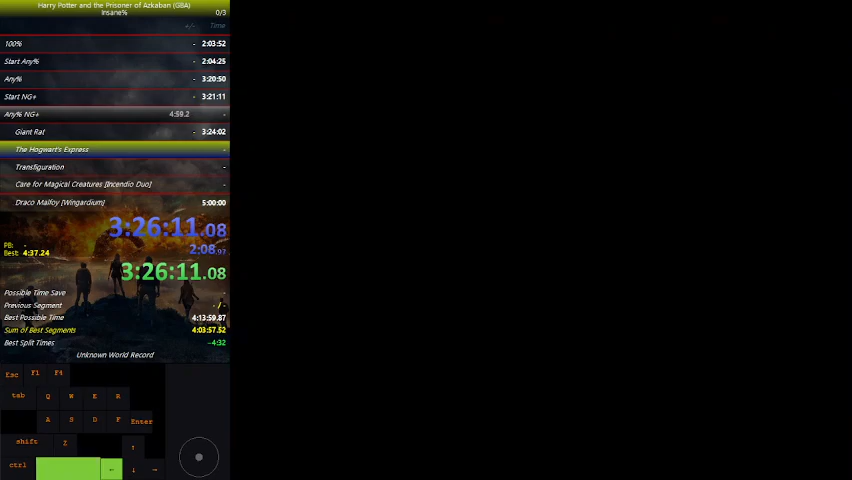 Harry Potter and the Prisoner of Azkaban (GBA)
Insane% 0/3
+/- Time
100% - 2:03:52
Start Any% - 2:04:25
Any% - 3:20:50
Start NG+ - 3:21:11
Any% NG+ 4:59.2 -
Giant Rat - 3:24:02
The Hogwart's Express -
Transfiguration -
Care for Magical Creatures [Incendio Duo] -
Draco Malfoy [Wingardium] 5:00:00
3:26:11.08
PB: - 2:08.97
Best: 4:37.24
3:26:11.08
Possible Time Save -
Previous Segment - / -
Best Possible Time 4:13:59.87
Sum of Best Segments 4:03:57.52
Best Split Times -4:32
Unknown World Record
Esc F1 F4
tab Q W E R
A S D F Enter
shift Z ↑
ctrl ← ↓ →